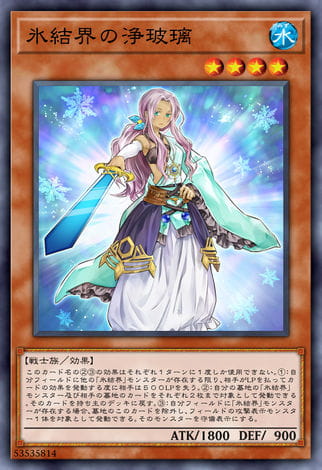 氷結界の浄玻璃
水
【戦士族／効果】
このカード名の②③の効果はそれぞれ１ターンに１度しか使用できない。①：自
分フィールドに他の「氷結界」モンスターが存在する限り、相手がLPを払ってカー
ドの効果を発動する度に相手は６００LPを失う。②：自分の墓地の「氷結界」
モンスター及び相手の墓地のカードをそれぞれ２枚まで対象として発動できる。
そのカードを持ち主のデッキに戻す。③：自分フィールドに「氷結界」モンスター
が存在する場合、墓地のこのカードを除外し、フィールドの攻撃表示モンスタ
ー１体を対象として発動できる。そのモンスターを守備表示にする。
ATK/1800 DEF/ 900
53535814